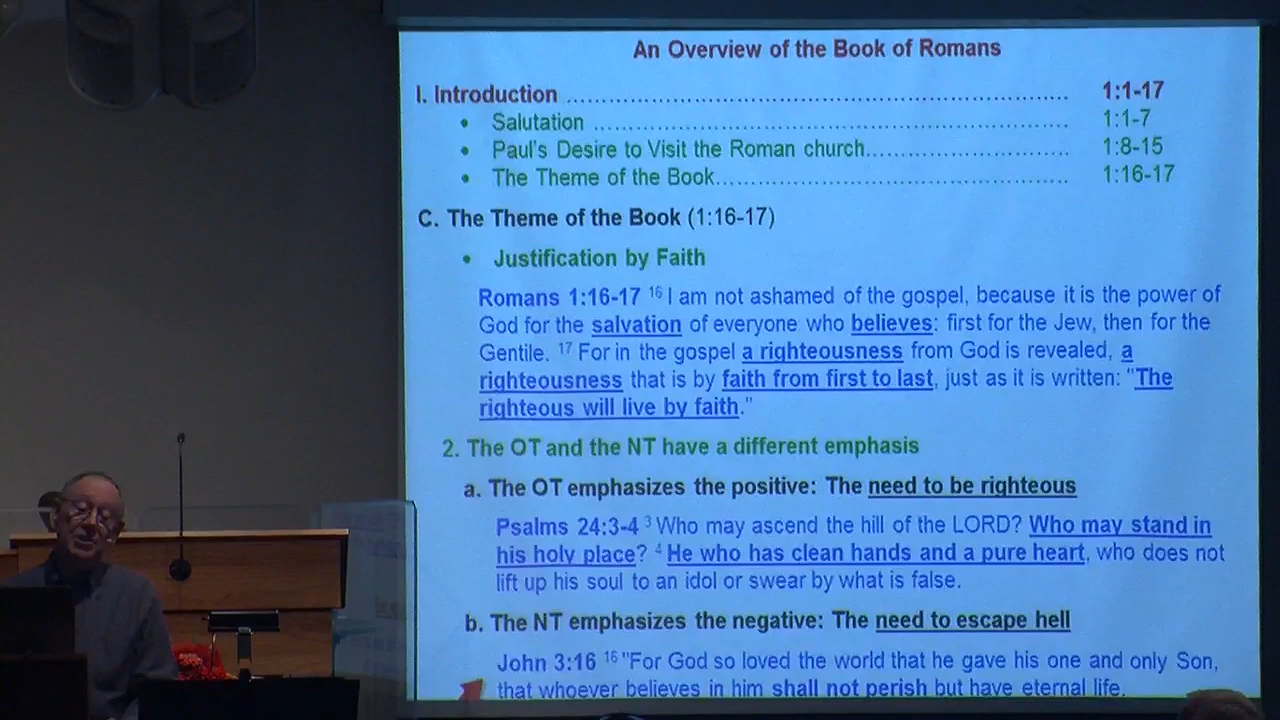 An Overview of the Book of Romans
I. Introduction .......................................................................... 1:1-17
• Salutation ...................................................................... 1:1-7
• Paul's Desire to Visit the Roman church.............................. 1:8-15
• The Theme of the Book.................................................... 1:16-17
C. The Theme of the Book (1:16-17)
• Justification by Faith
Romans 1:16-17 16 I am not ashamed of the gospel, because it is the power of
God for the salvation of everyone who believes: first for the Jew, then for the
Gentile. 17 For in the gospel a righteousness from God is revealed, a
righteousness that is by faith from first to last, just as it is written: "The
righteous will live by faith."
2. The OT and the NT have a different emphasis
a. The OT emphasizes the positive: The need to be righteous
Psalms 24:3-4 3 Who may ascend the hill of the LORD? Who may stand in
his holy place? 4 He who has clean hands and a pure heart, who does not
lift up his soul to an idol or swear by what is false.
b. The NT emphasizes the negative: The need to escape hell
John 3:16 16 "For God so loved the world that he gave his one and only Son,
that whoever believes in him shall not perish but have eternal life.